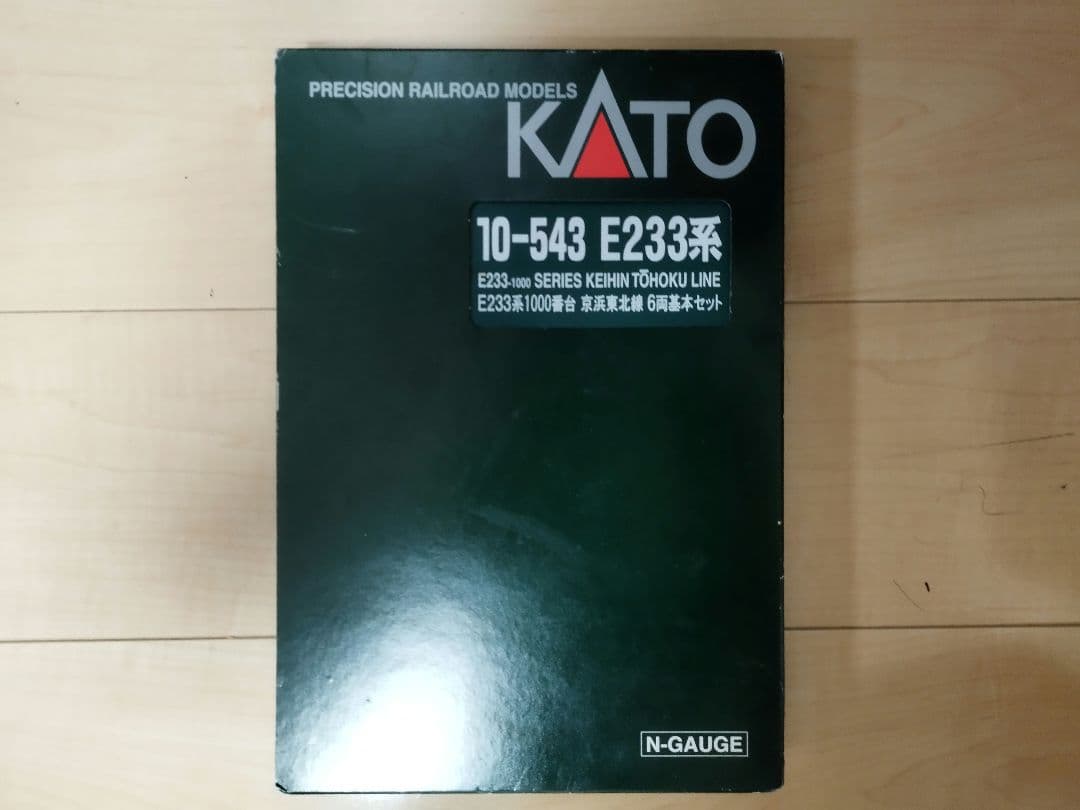 PRECISION RAILROAD MODELS
KATO
10-543 E233系
E233-1000 SERIES KEIHIN TŌHOKU LINE
E233系1000番台 京浜東北線 6両基本セット
N-GAUGE